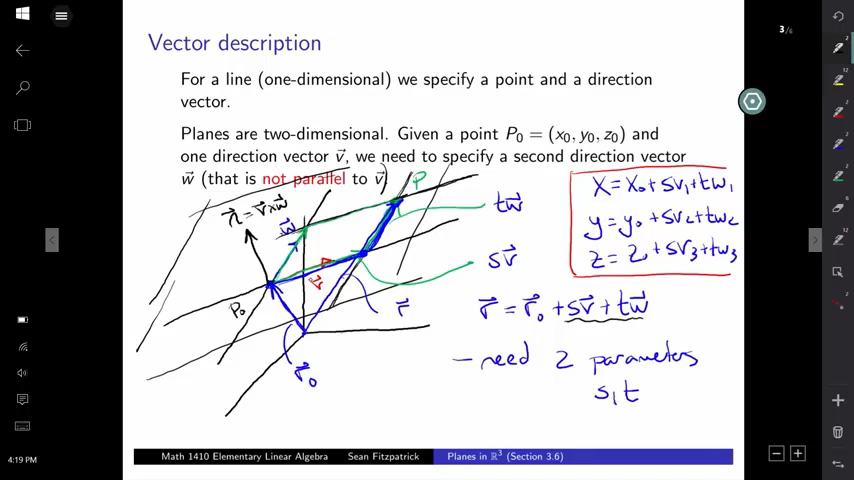 3/6
Vector description
For a line (one-dimensional) we specify a point and a direction
vector.
Planes are two-dimensional. Given a point P₀ = (x₀, y₀, z₀) and
one direction vector v⃗, we need to specify a second direction vector
w⃗ (that is not parallel to v⃗)
P
x = x₀ + sv₁ + tw₁
y = y₀ + sv₂ + tw₂
z = z₀ + sv₃ + tw₃
n⃗ = v⃗ × w⃗
w⃗
tw⃗
v⃗
sv⃗
P₀
r⃗
r⃗ = r⃗₀ + sv⃗ + tw⃗
r⃗₀
– need 2 parameters
s, t
4:19 PM
Math 1410 Elementary Linear Algebra Sean Fitzpatrick Planes in ℝ³ (Section 3.6)